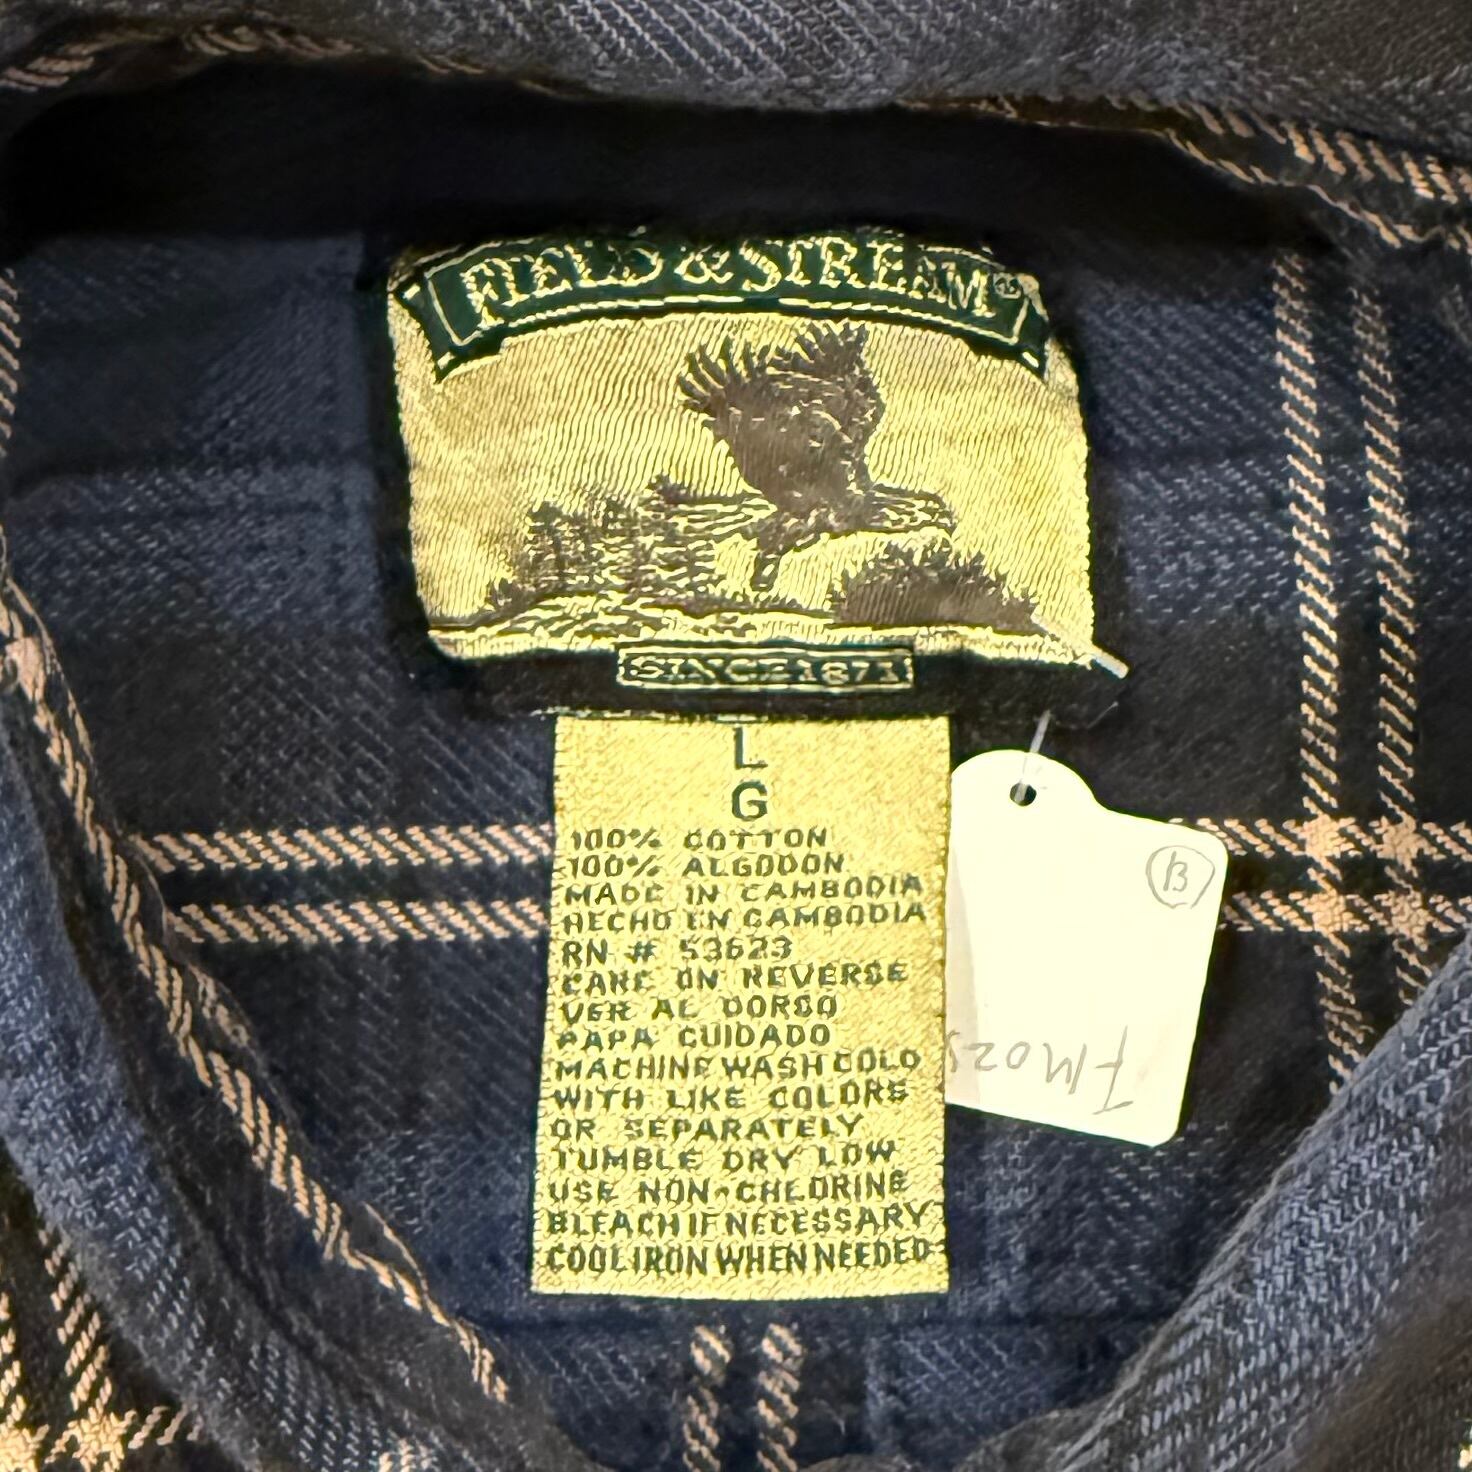 FIELD & STREAM®
SINCE 1871
L
G
100% COTTON
100% ALGODON
MADE IN CAMBODIA
HECHO EN CAMBODIA
RN # 53623
CARE ON REVERSE
VER AL DORSO
PAPA CUIDADO
MACHINE WASH COLD
WITH LIKE COLORS
OR SEPARATELY
TUMBLE DRY LOW
USE NON-CHLORINE
BLEACH IF NECESSARY
COOL IRON WHEN NEEDED
B